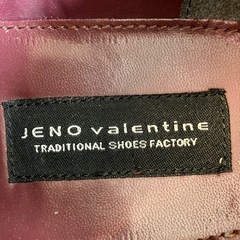 JENO valentine
TRADITIONAL SHOES FACTORY